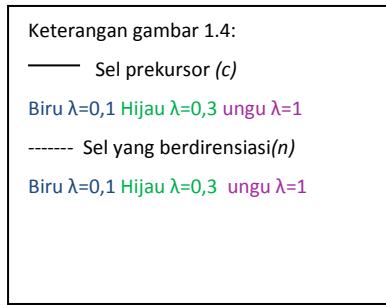 Keterangan gambar 1.4:
Sel prekursor (c)
Biru λ=0,1 Hijau λ=0,3 ungu λ=1
------- Sel yang berdirensiasi(n)
Biru λ=0,1 Hijau λ=0,3 ungu λ=1